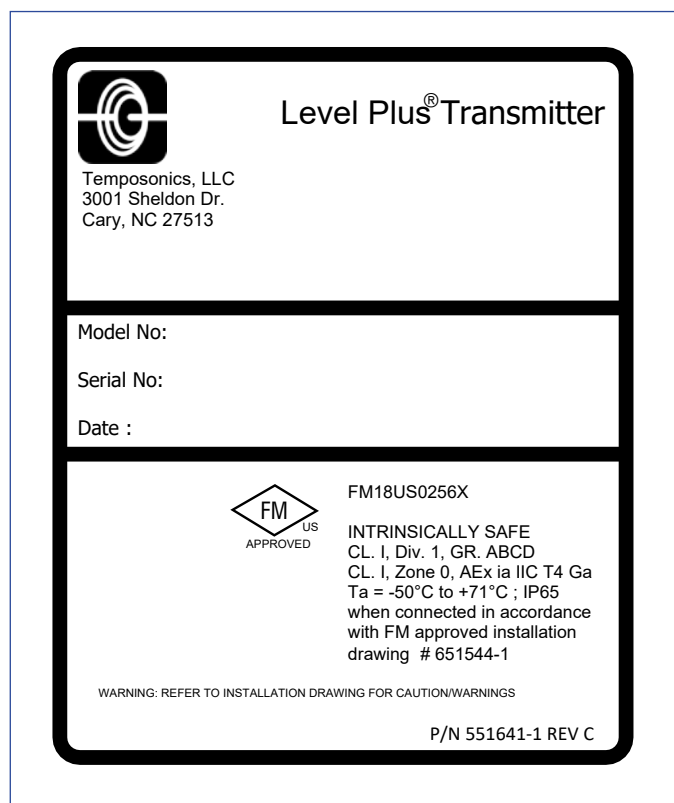 Level Plus® Transmitter
Temposonics, LLC
3001 Sheldon Dr.
Cary, NC 27513
Model No:
Serial No:
Date :
FM
US
APPROVED
FM18US0256X
INTRINSICALLY SAFE
CL. I, Div. 1, GR. ABCD
CL. I, Zone 0, AEx ia IIC T4 Ga
Ta = -50°C to +71°C ; IP65
when connected in accordance
with FM approved installation
drawing # 651544-1
WARNING: REFER TO INSTALLATION DRAWING FOR CAUTION/WARNINGS
P/N 551641-1 REV C